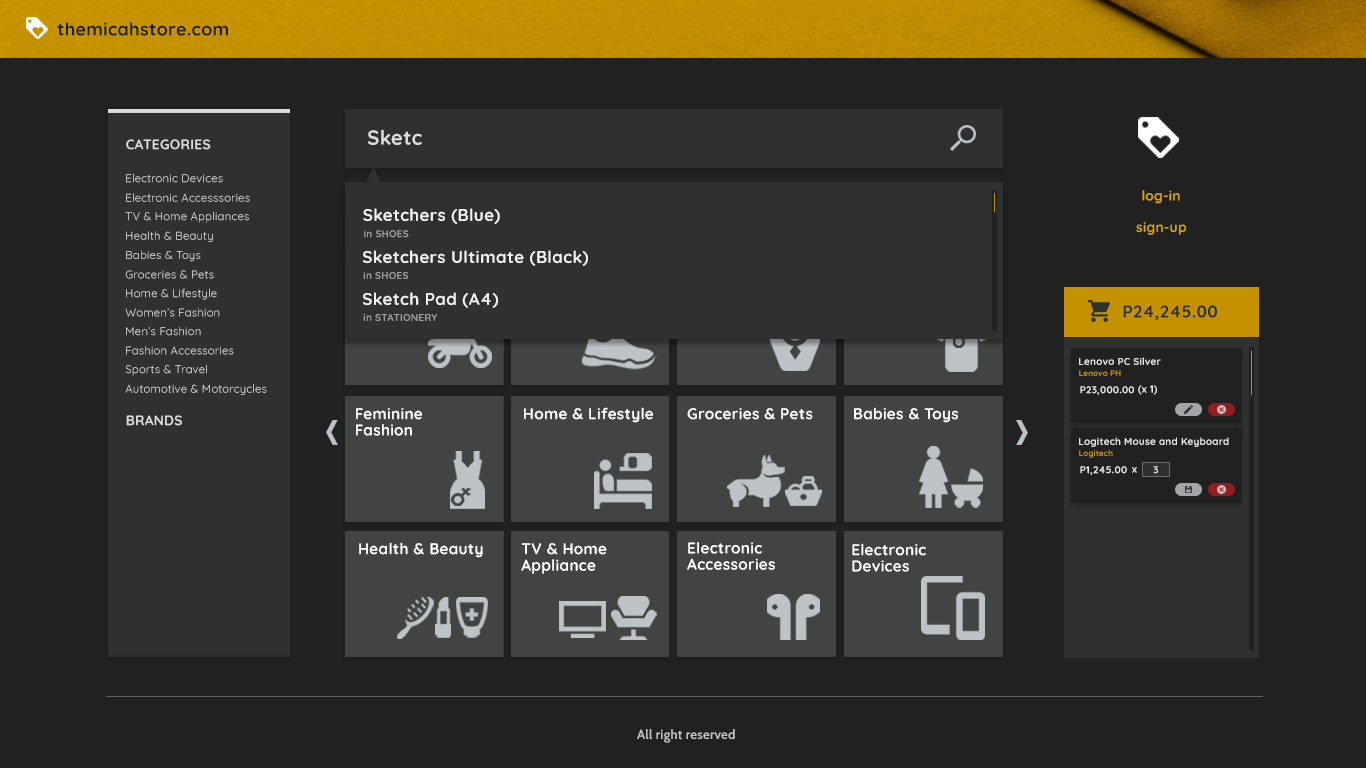 themicahstore.com
CATEGORIES
Electronic Devices
Electronic Accesssories
TV & Home Appliances
Health & Beauty
Babies & Toys
Groceries & Pets
Home & Lifestyle
Women's Fashion
Men's Fashion
Fashion Accessories
Sports & Travel
Automotive & Motorcycles
BRANDS
Sketc
Sketchers (Blue)
in SHOES
Sketchers Ultimate (Black)
in SHOES
Sketch Pad (A4)
in STATIONERY
Feminine
Fashion
Home & Lifestyle
Groceries & Pets
Babies & Toys
Health & Beauty
TV & Home
Appliance
Electronic
Accessories
Electronic
Devices
log-in
sign-up
P24,245.00
Lenovo PC Silver
Lenovo PH
P23,000.00 (x 1)
Logitech Mouse and Keyboard
Logitech
P1,245.00 x 3
All right reserved